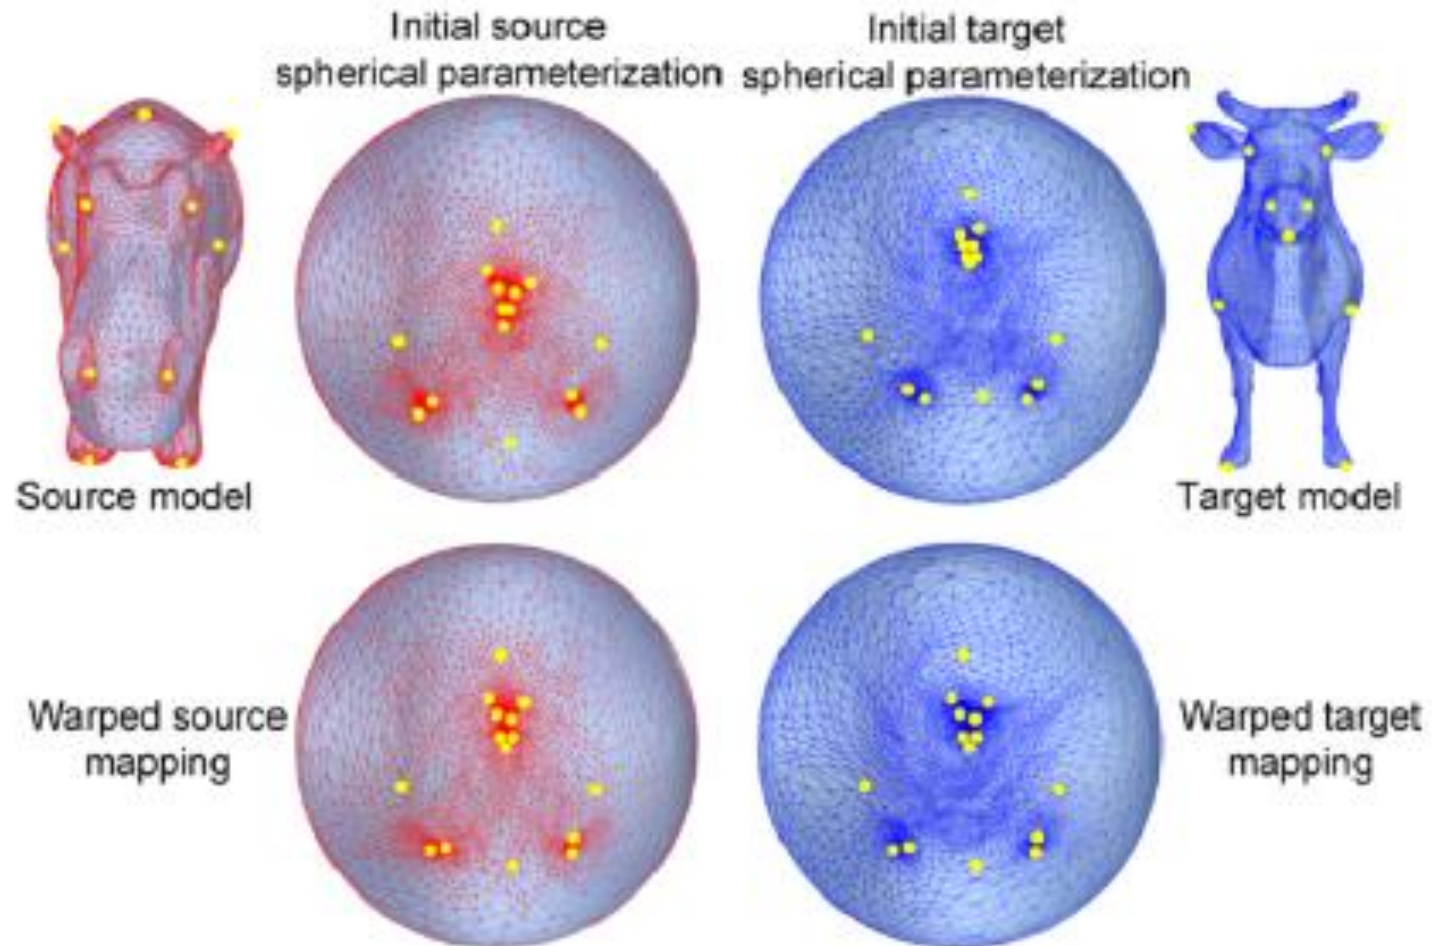 Initial source
spherical parameterization
Initial target
spherical parameterization
Source model
Target model
Warped source
mapping
Warped target
mapping